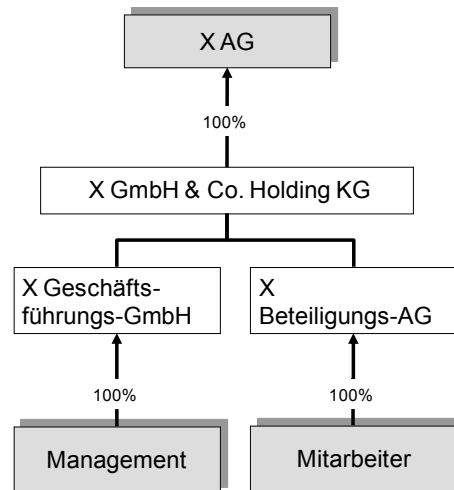 X AG
100%
X GmbH & Co. Holding KG
X Geschäfts-
führungs-GmbH
X
Beteiligungs-AG
100%
100%
Management
Mitarbeiter